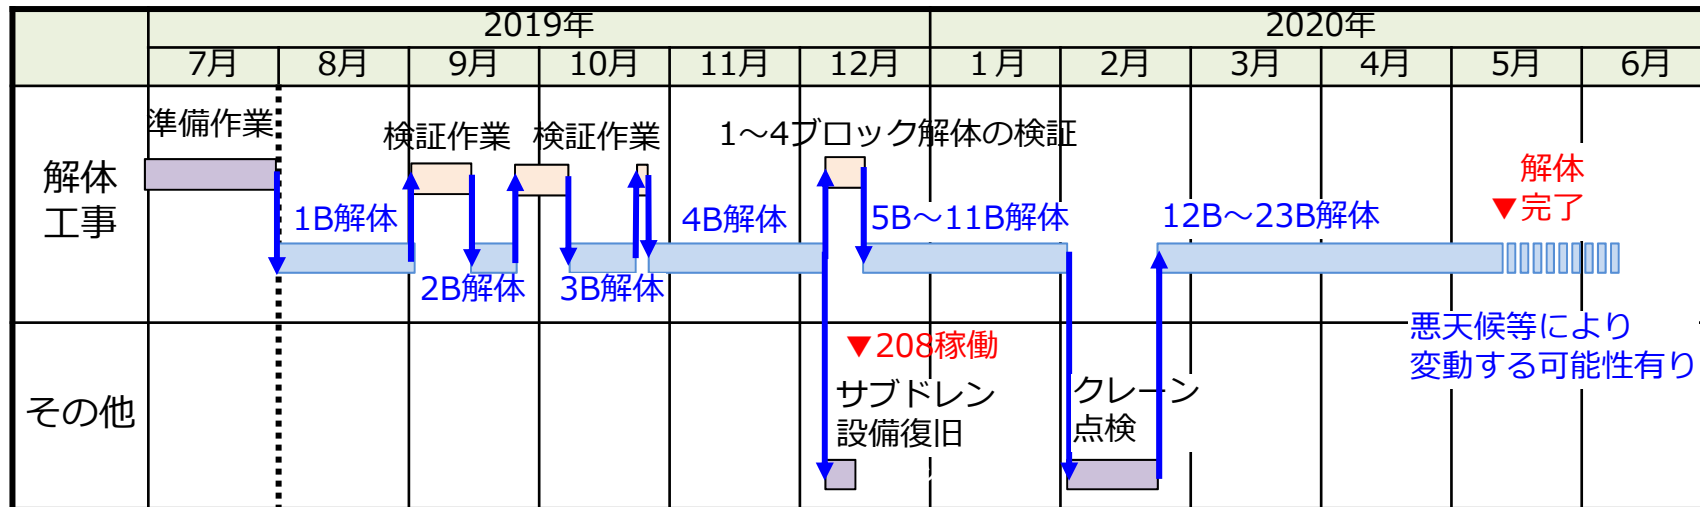 2019年
2020年
7月
8月
9月
10月
11月
12月
1月
2月
3月
4月
5月
6月
解体
工事
準備作業
検証作業
検証作業
1～4ブロック解体の検証
解体
▼完了
1B解体
4B解体
5B～11B解体
12B～23B解体
2B解体
3B解体
悪天候等により
変動する可能性有り
その他
▼208稼働
サブドレン
設備復旧
クレーン
点検